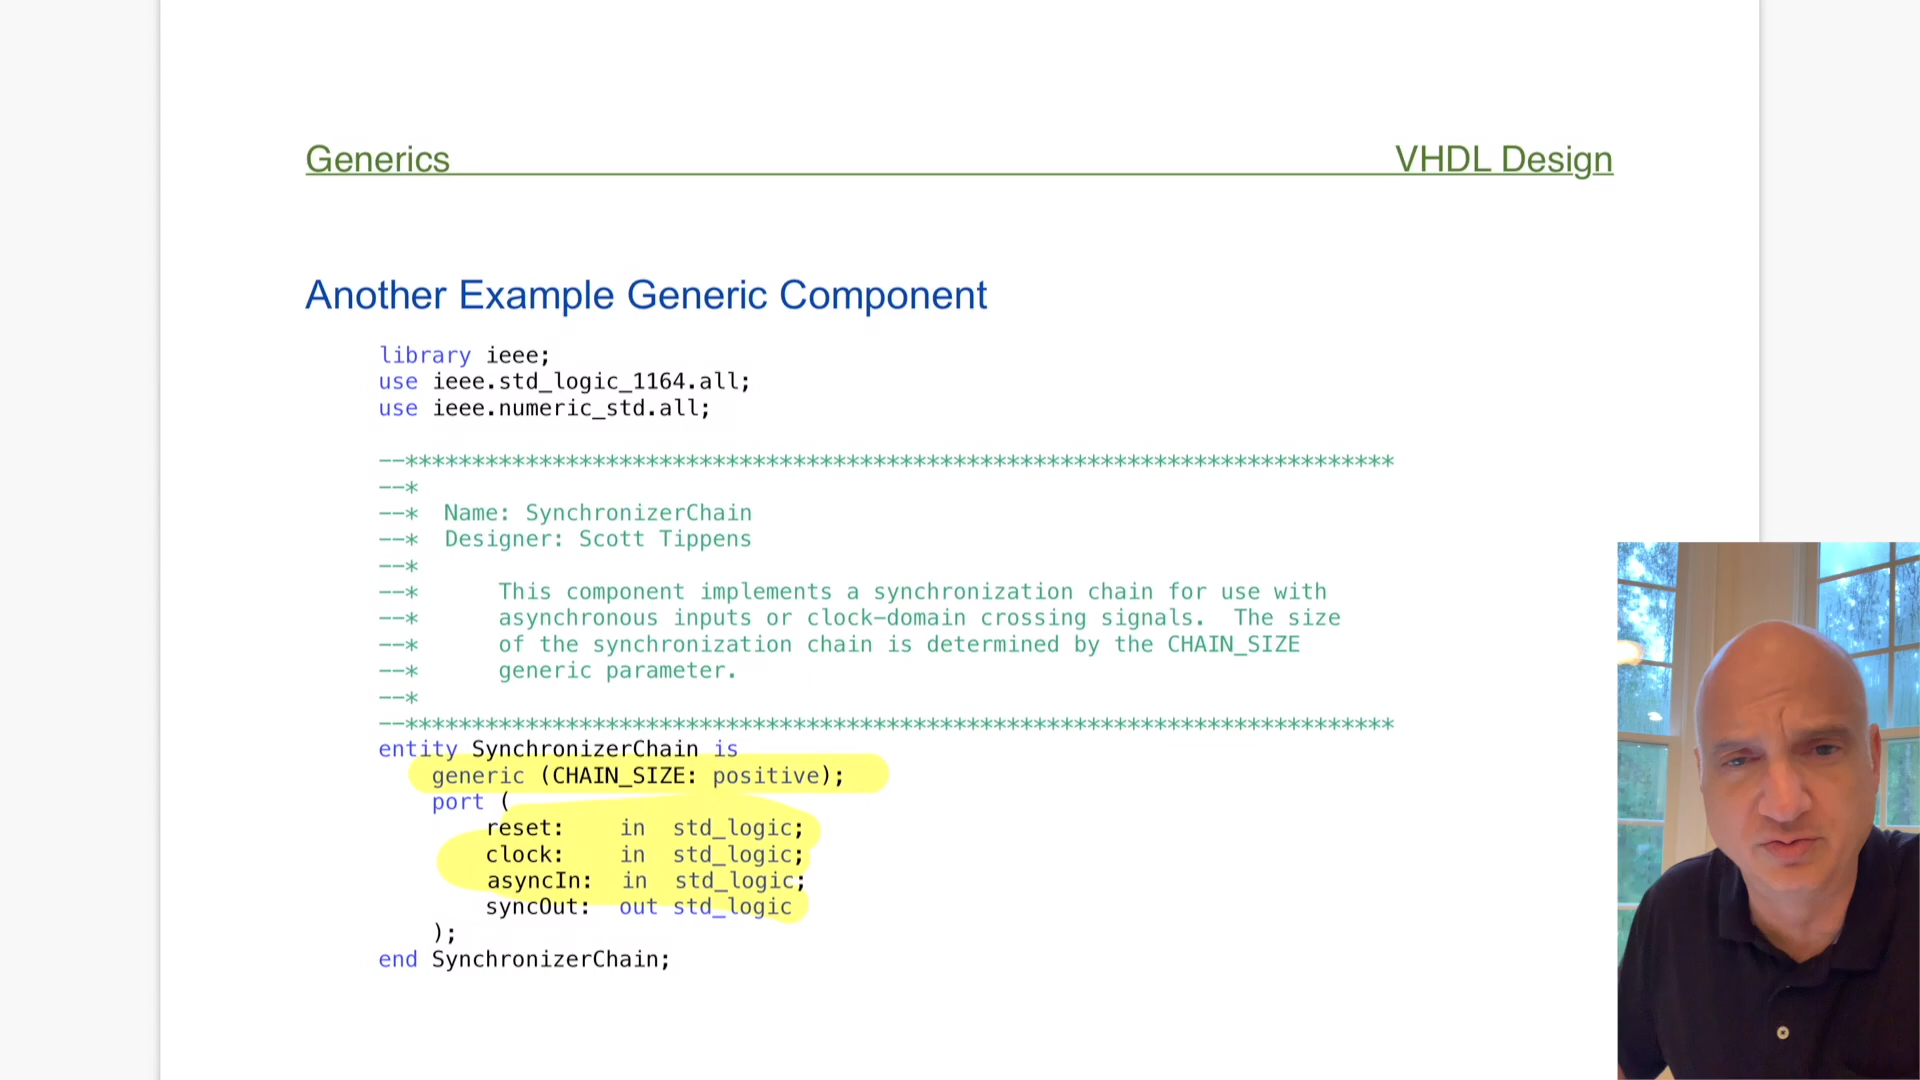 Generics VHDL Design
Another Example Generic Component
library ieee;
use ieee.std_logic_1164.all;
use ieee.numeric_std.all;
--**************************************************************************
--*
--* Name: SynchronizerChain
--* Designer: Scott Tippens
--*
--* This component implements a synchronization chain for use with
--* asynchronous inputs or clock-domain crossing signals. The size
--* of the synchronization chain is determined by the CHAIN_SIZE
--* generic parameter.
--*
--**************************************************************************
entity SynchronizerChain is
generic (CHAIN_SIZE: positive);
port (
reset: in std_logic;
clock: in std_logic;
asyncIn: in std_logic;
syncOut: out std_logic
);
end SynchronizerChain;